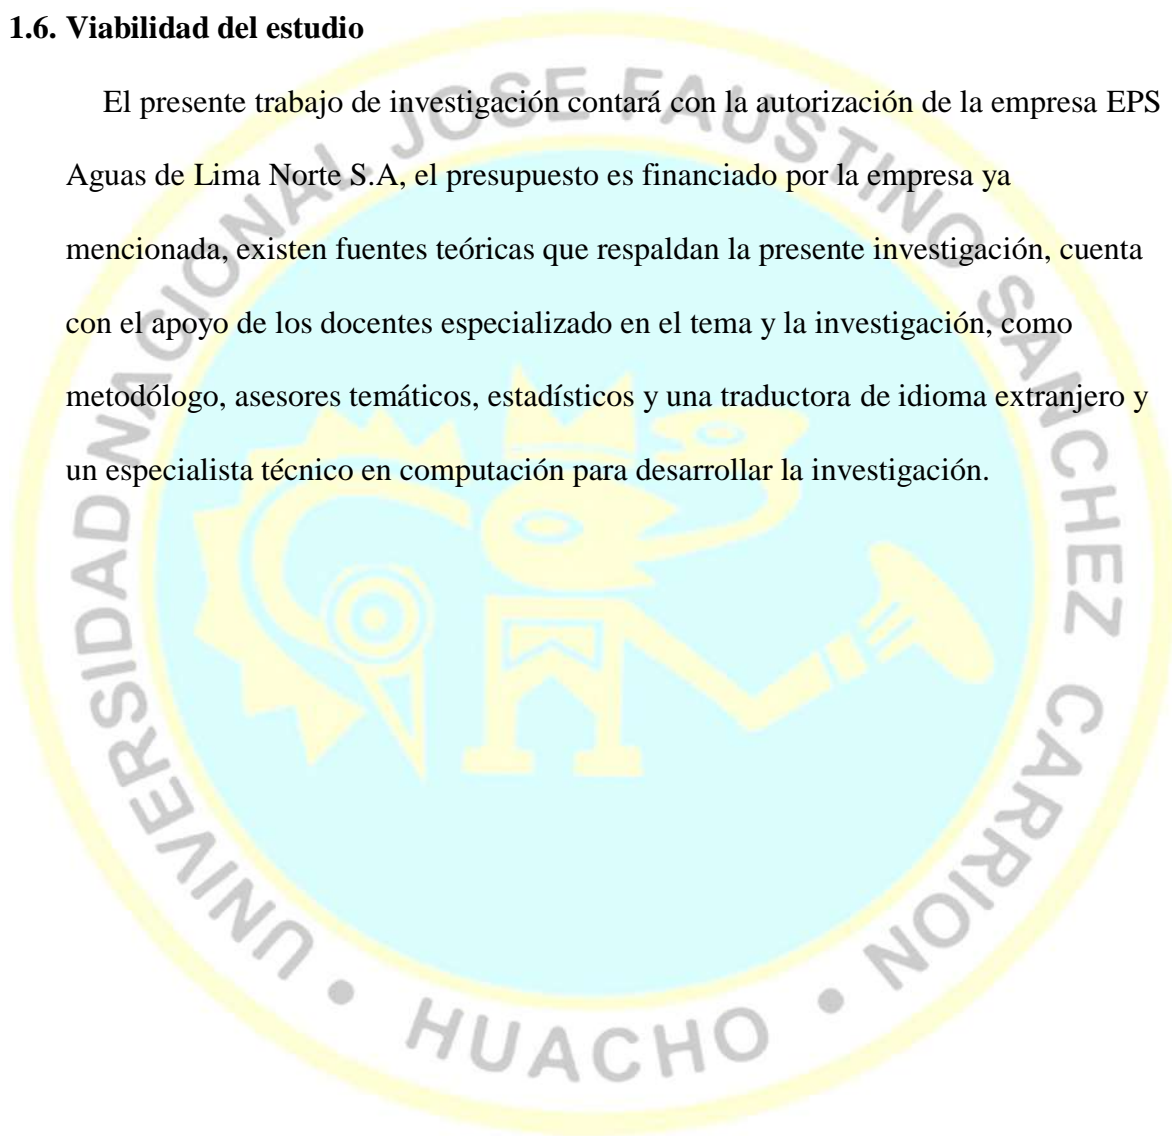 1.6. Viabilidad del estudio
El presente trabajo de investigación contará con la autorización de la empresa EPS
Aguas de Lima Norte S.A, el presupuesto es financiado por la empresa ya
mencionada, existen fuentes teóricas que respaldan la presente investigación, cuenta
con el apoyo de los docentes especializado en el tema y la investigación, como
metodólogo, asesores temáticos, estadísticos y una traductora de idioma extranjero y
un especialista técnico en computación para desarrollar la investigación.
UNIVERSIDAD NACIONAL JOSE FAUSTINO SANCHEZ CARRION
• HUACHO •